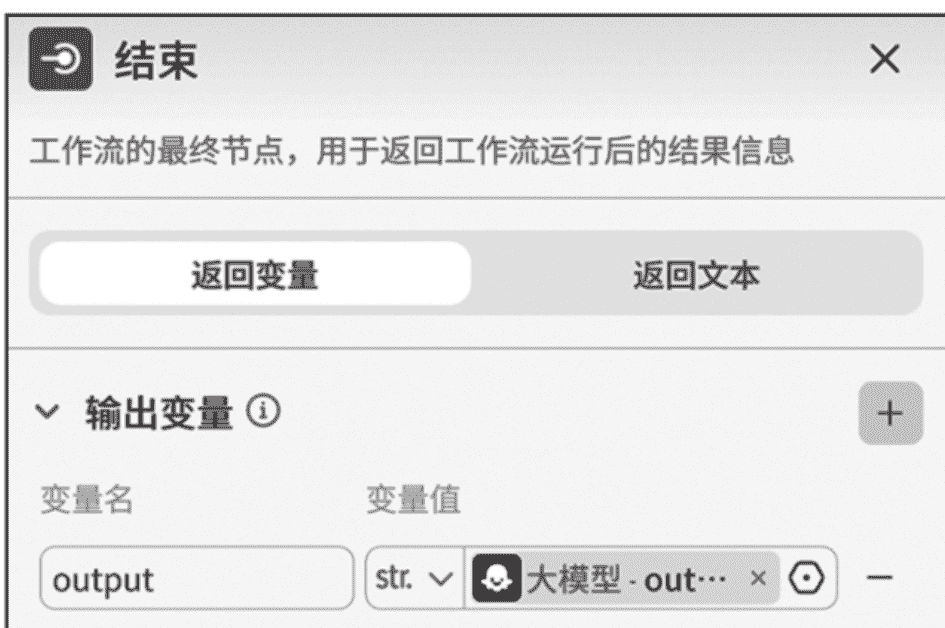 结束
工作流的最终节点，用于返回工作流运行后的结果信息
返回变量 返回文本
输出变量
变量名 变量值
output str. 大模型 · out···